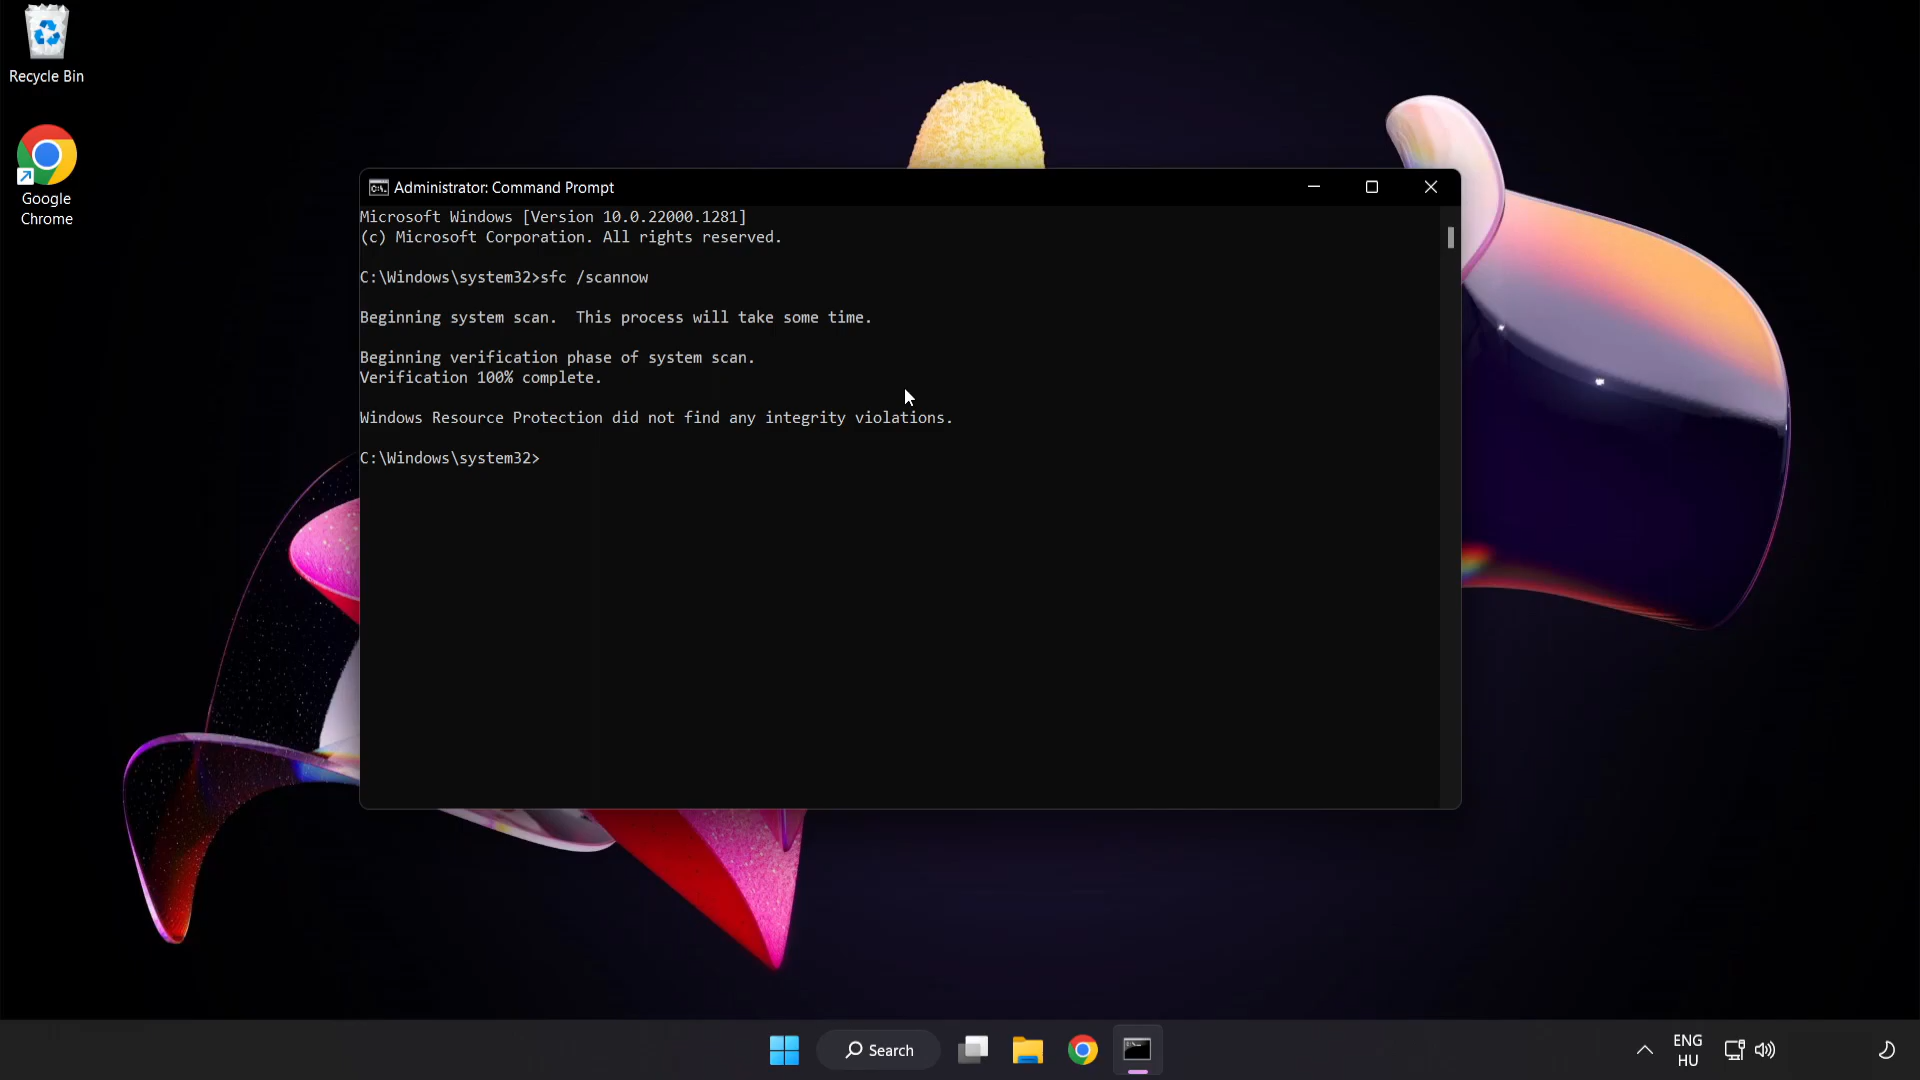 Recycle Bin
Google
Chrome
Administrator: Command Prompt
Microsoft Windows [Version 10.0.22000.1281]
(c) Microsoft Corporation. All rights reserved.
C:\Windows\system32>sfc /scannow
Beginning system scan.  This process will take some time.
Beginning verification phase of system scan.
Verification 100% complete.
Windows Resource Protection did not find any integrity violations.
C:\Windows\system32>
Search
ENG
HU